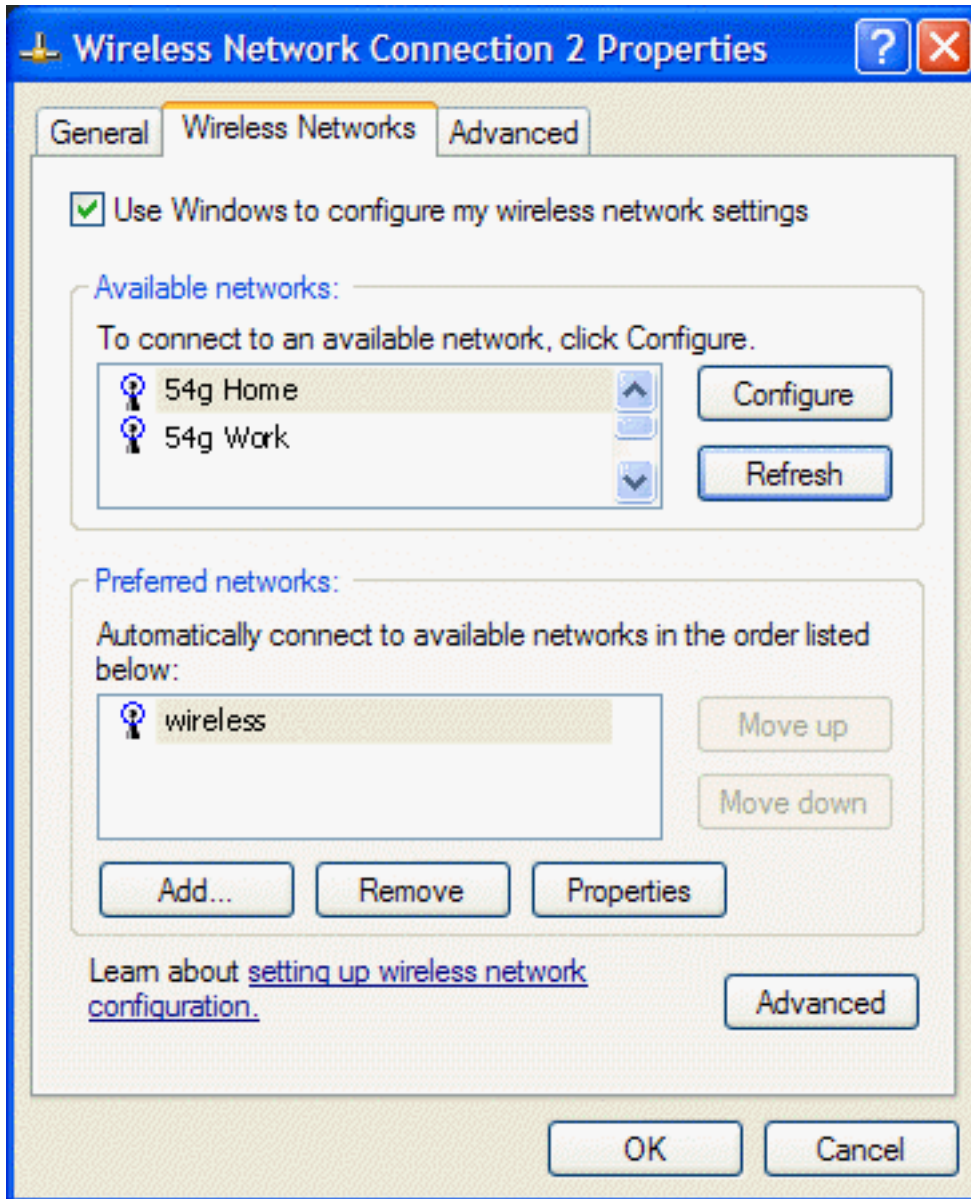 Wireless Network Connection 2 Properties
General Wireless Networks Advanced
Use Windows to configure my wireless network settings
Available networks:
To connect to an available network, click Configure.
54g Home
54g Work
Configure
Refresh
Preferred networks:
Automatically connect to available networks in the order listed
below:
wireless
Move up
Move down
Add... Remove Properties
Learn about setting up wireless network
configuration.
Advanced
OK Cancel